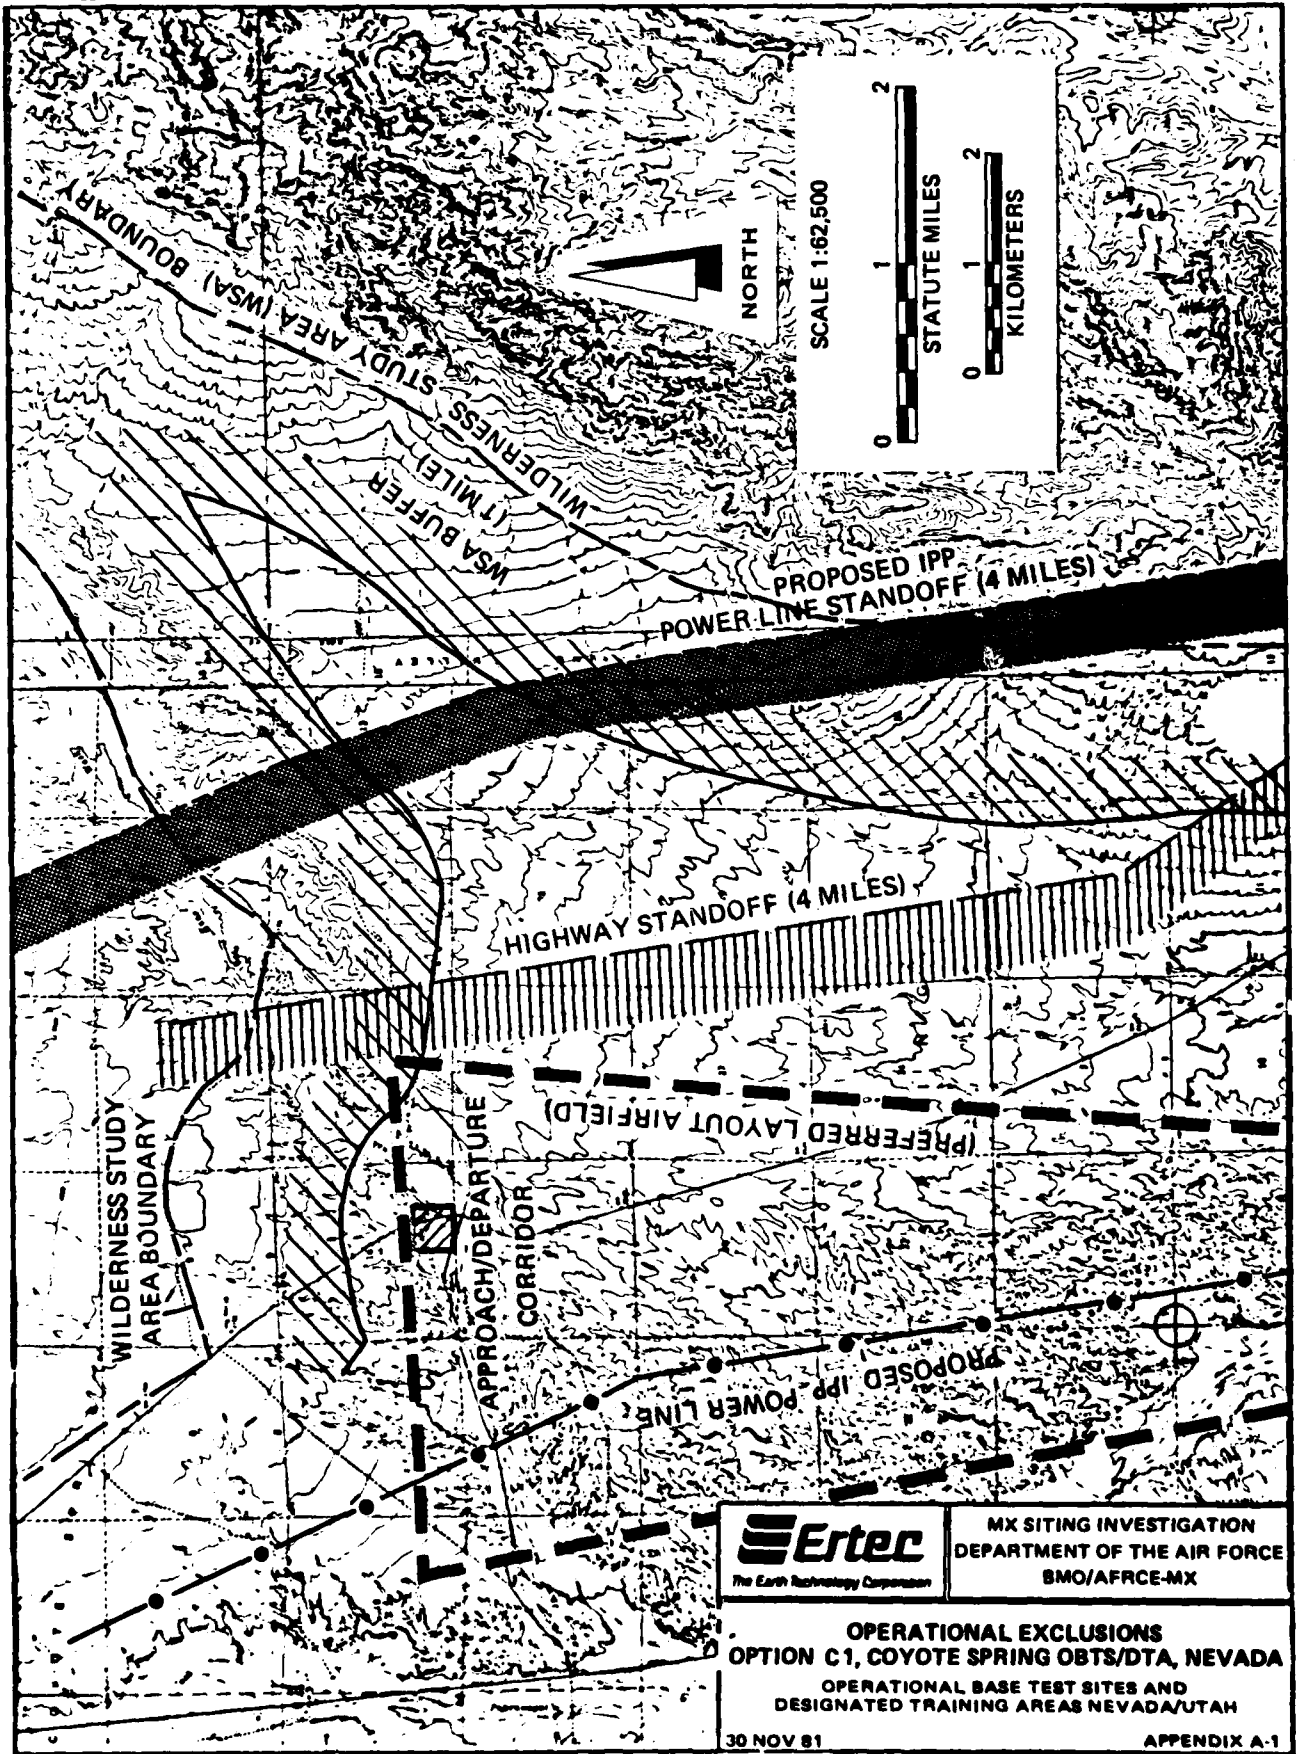 WILDERNESS STUDY AREA (WSA) BOUNDARY
WSA BUFFER
(1 MILE)
NORTH
SCALE 1:62,500
0 1 2
STATUTE MILES
0 1 2
KILOMETERS
PROPOSED IPP
POWER LINE STANDOFF (4 MILES)
HIGHWAY STANDOFF (4 MILES)
WILDERNESS STUDY
AREA BOUNDARY
APPROACH/DEPARTURE
CORRIDOR
(PREFERRED LAYOUT AIRFIELD)
PROPOSED IPP POWER LINE
Ertec
The Earth Technology Corporation
MX SITING INVESTIGATION
DEPARTMENT OF THE AIR FORCE
BMO/AFRCE-MX
OPERATIONAL EXCLUSIONS
OPTION C1, COYOTE SPRING OBTS/DTA, NEVADA
OPERATIONAL BASE TEST SITES AND
DESIGNATED TRAINING AREAS NEVADA/UTAH
30 NOV 81
APPENDIX A-1